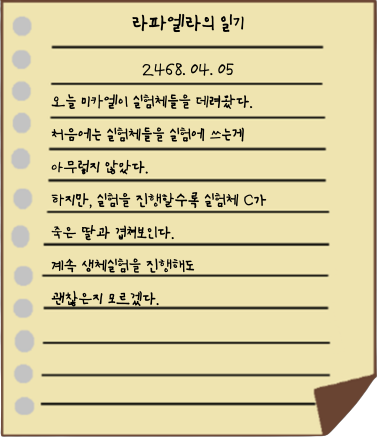 라파엘라의 일기
2468. 04. 05
오늘 미카엘이 실험체들을 데려왔다.
처음에는 실험체들을 실험에 쓰는게
아무렇지 않았다.
하지만, 실험을 진행할수록 실험체 C가
죽은 딸과 겹쳐보인다.
계속 생체실험을 진행해도
괜찮은지 모르겠다.